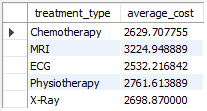 treatment_type average_cost
Chemotherapy 2629.707755
MRI 3224.948889
ECG 2532.216842
Physiotherapy 2761.613889
X-Ray 2698.870000